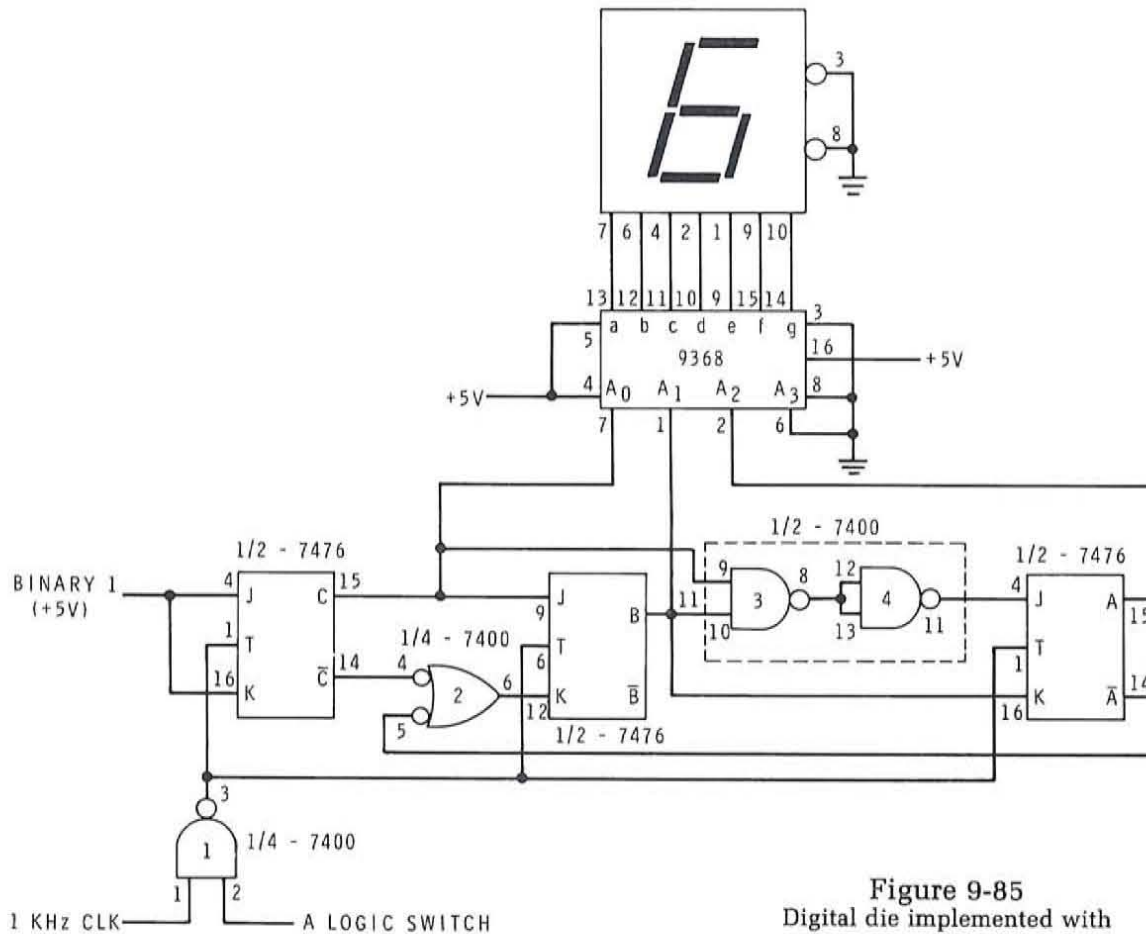 3
8
7 6 4 2 1 9 10
13 12 11 10 9 15 14
a b c d e f g
3
5
9368
16
+5V
+5V
4
A0 A1 A2 A3
8
7 1 2 6
1/2 - 7476
1/2 - 7400
1/2 - 7476
BINARY 1
(+5V)
4
J
C
15
9
J
B
11
9
10
3
8
12
13
4
11
4
J
A
15
1
T
6
T
1
T
16
K
C̅
14
1/4 - 7400
4
5
2
6
12
K
B̅
16
K
A̅
14
1/2 - 7476
3
1
1/4 - 7400
1
2
1 KHz CLK
A LOGIC SWITCH
Figure 9-85
Digital die implemented with